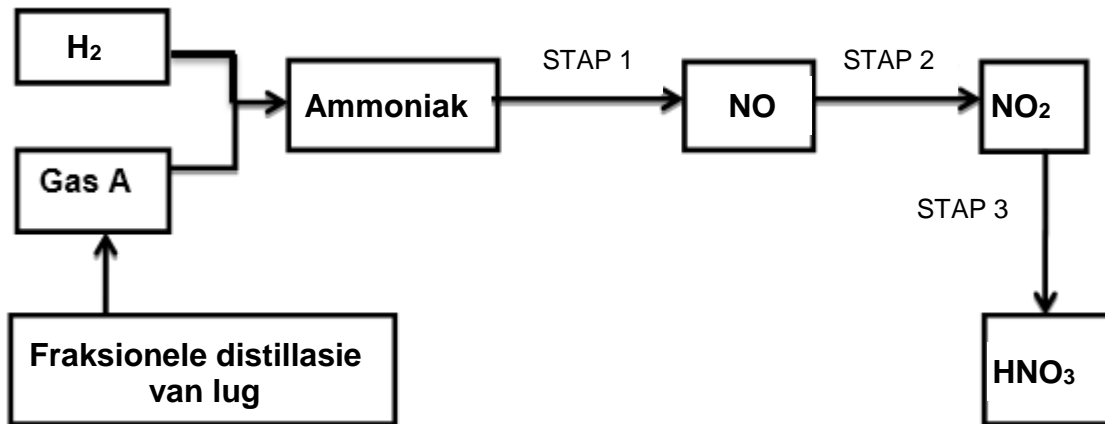 H₂
STAP 1
STAP 2
Ammoniak
NO
NO₂
Gas A
STAP 3
Fraksionele distillasie
van lug
HNO₃